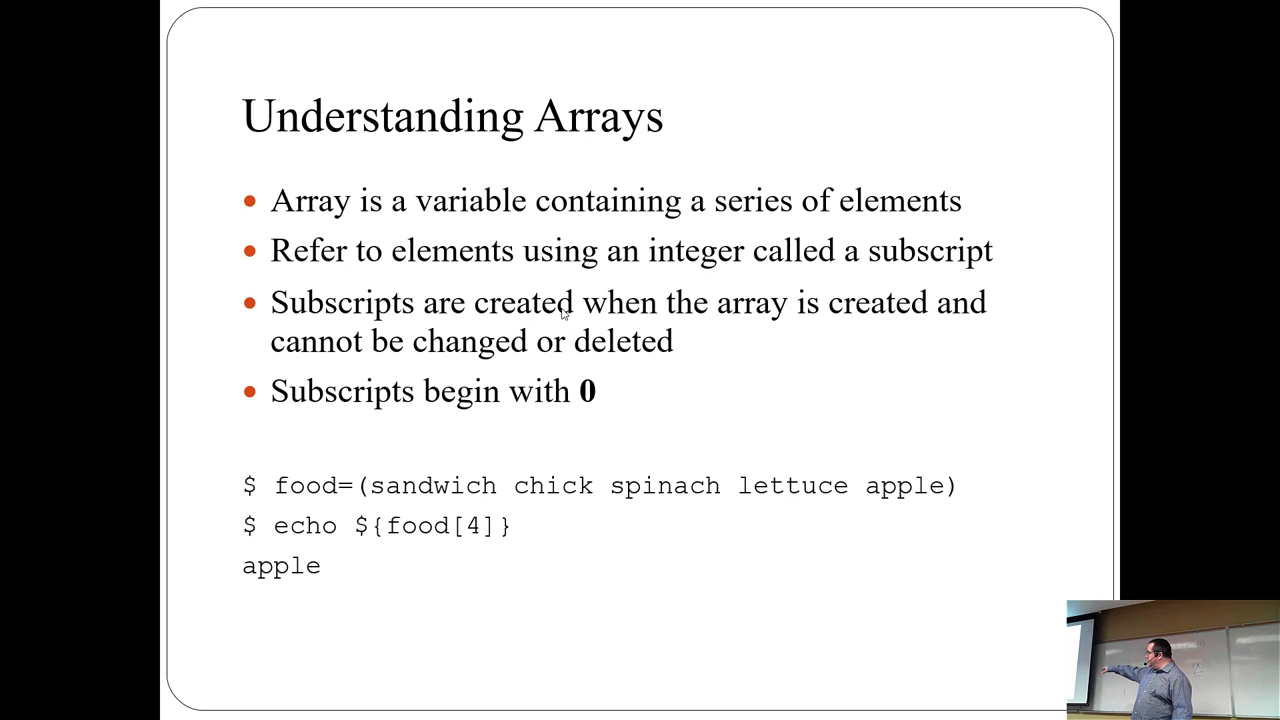 Understanding Arrays
Array is a variable containing a series of elements
Refer to elements using an integer called a subscript
Subscripts are created when the array is created and
cannot be changed or deleted
Subscripts begin with 0
$ food=(sandwich chick spinach lettuce apple)
$ echo ${food[4]}
apple